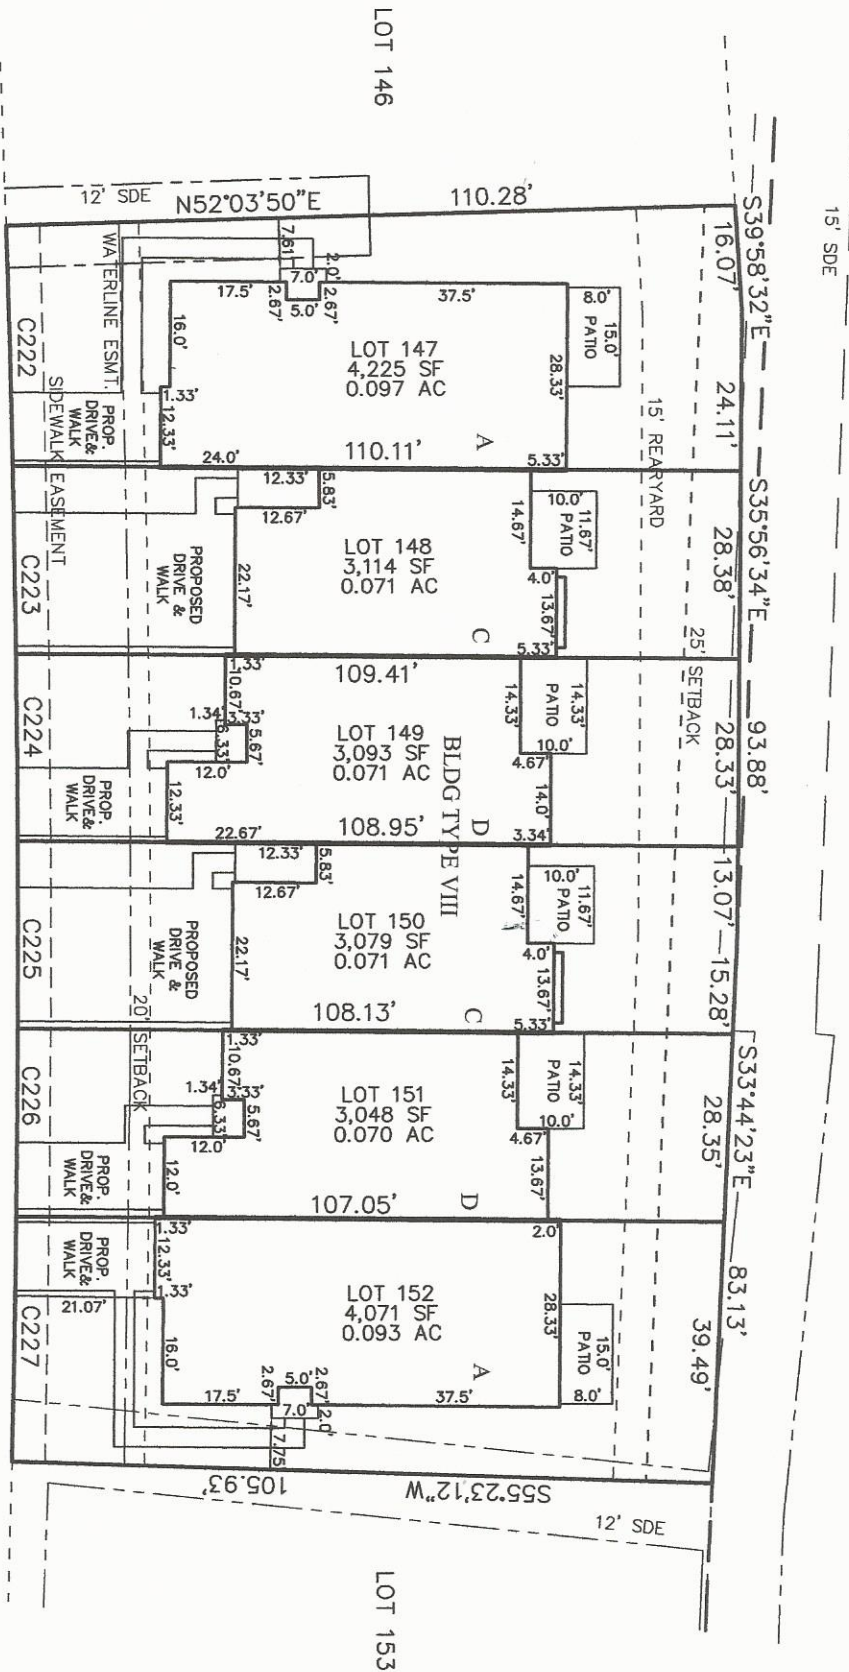 LOT 146
15' SDE
12' SDE
N52°03'50"E
110.28'
S39°58'32"E
16.07'
24.11'
WATERLINE ESMT.
7.61'
2.0'
7.0'
17.5'
2.67'
5.0'
2.67'
37.5'
8.0'
15.0'
PATIO
16.0'
LOT 147
4,225 SF
0.097 AC
28.33'
15' REARYARD
C222
SIDEWALK EASEMENT
PROP.
DRIVE&
WALK
1.33'
12.33'
24.0'
110.11'
A
5.33'
S35°56'34"E
93.88'
28.38'
12.33'
5.83'
12.67'
14.67'
10.0'
11.67'
PATIO
LOT 148
3,114 SF
0.071 AC
4.0'
13.67'
C223
PROPOSED
DRIVE &
WALK
22.17'
C
5.33'
25' SETBACK
1.33'
10.67'
109.41'
14.33'
14.33'
PATIO
28.33'
1.34'
3.33'
6.33'
5.67'
12.0'
LOT 149
3,093 SF
0.071 AC
10.0'
4.67'
C224
PROP.
DRIVE&
WALK
12.33'
22.67'
108.95'
BLDG TYPE VIII
D
14.0'
3.34'
13.07'
15.28'
12.33'
5.83'
12.67'
14.67'
10.0'
11.67'
PATIO
LOT 150
3,079 SF
0.071 AC
4.0'
13.67'
C225
PROPOSED
DRIVE &
WALK
22.17'
108.13'
C
5.33'
20' SETBACK
S33°44'23"E
83.13'
1.33'
10.67'
14.33'
14.33'
PATIO
28.35'
1.34'
3.33'
6.33'
5.67'
12.0'
LOT 151
3,048 SF
0.070 AC
10.0'
4.67'
C226
PROP.
DRIVE&
WALK
12.0'
107.05'
D
13.67'
PROP.
DRIVE&
WALK
1.33'
12.33'
1.33'
2.0'
21.07'
LOT 152
4,071 SF
0.093 AC
28.33'
15.0'
PATIO
8.0'
39.49'
C227
16.0'
A
17.5'
2.67'
5.0'
2.67'
7.0'
2.0'
37.5'
7.75'
105.93'
S55°23'12"W
12' SDE
LOT 153